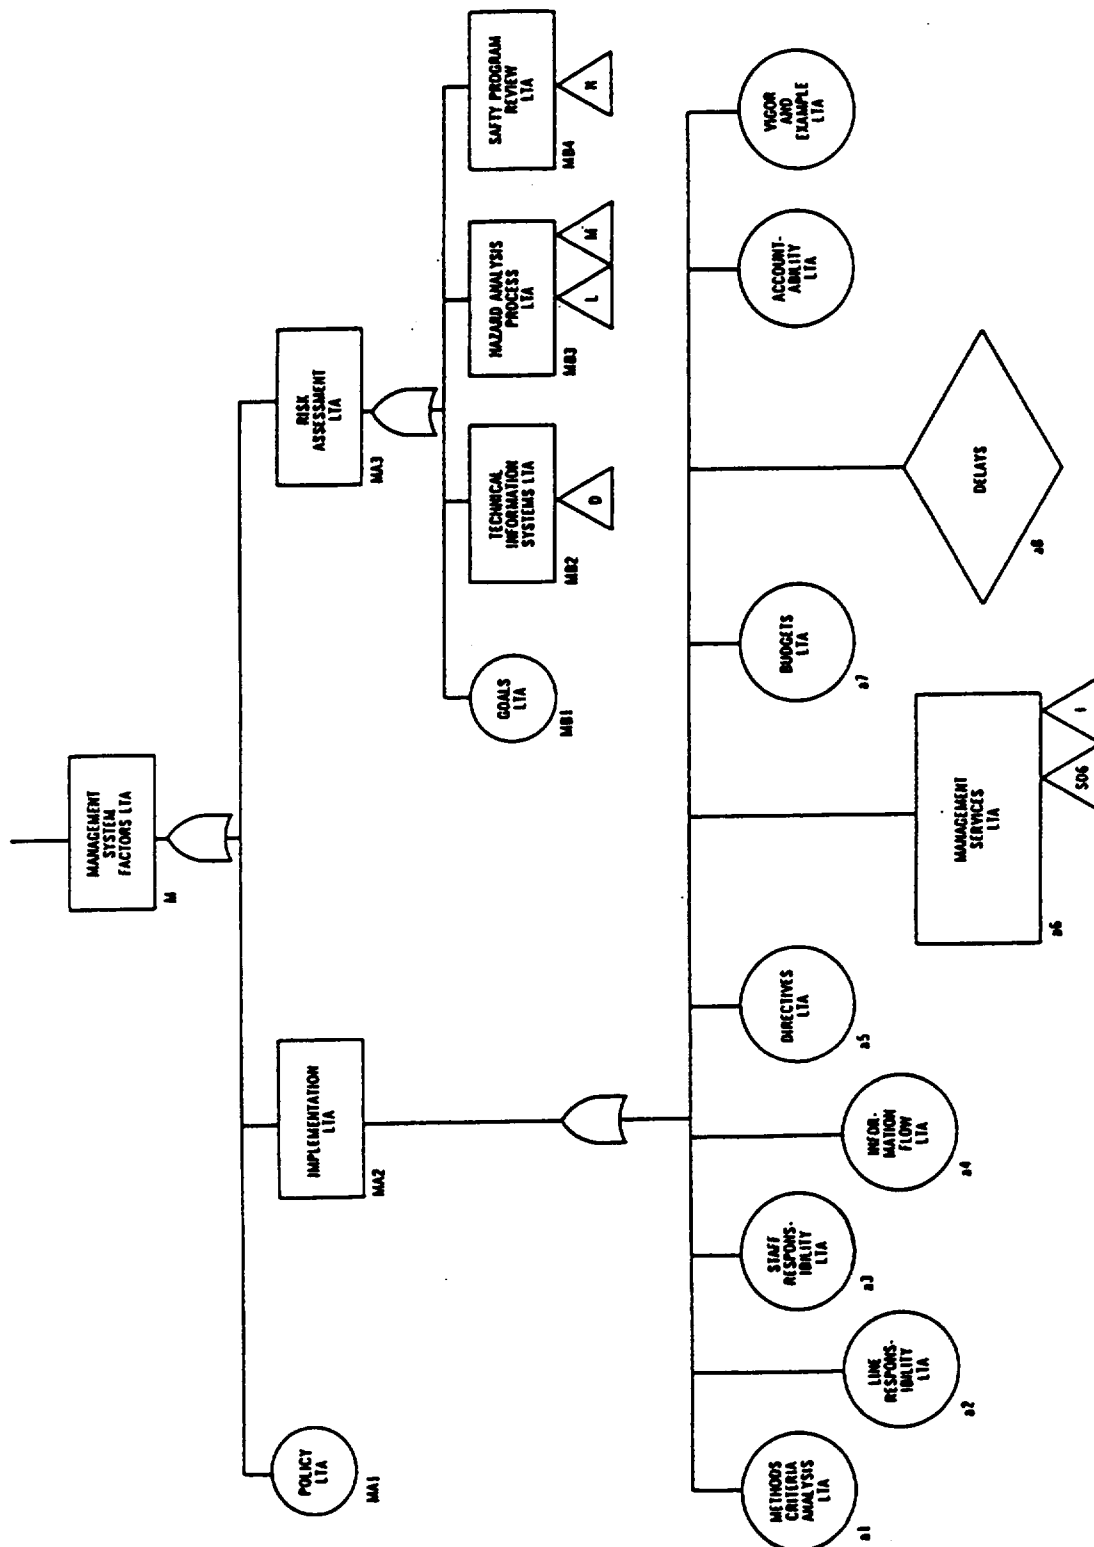 MANAGEMENT
SYSTEM
FACTORS LTA
M
POLICY
LTA
MA1
IMPLEMENTATION
LTA
MA2
RISK
ASSESSMENT
LTA
MA3
GOALS
LTA
MB1
TECHNICAL
INFORMATION
SYSTEMS LTA
MB2
D
HAZARD ANALYSIS
PROCESS
LTA
MB3
L
M
SAFTY PROGRAM
REVIEW
LTA
MB4
METHODS
CRITERIA
ANALYSIS
LTA
a1
LINE
RESPONS-
IBILITY
LTA
a2
STAFF
RESPONS-
IBILITY
LTA
a3
INFOR-
MATION
FLOW
LTA
a4
DIRECTIVES
LTA
a5
MANAGEMENT
SERVICES
LTA
a6
SD6
BUDGETS
LTA
a7
DELAYS
a8
ACCOUNT-
ABILITY
LTA
VIGOR
AND
EXAMPLE
LTA